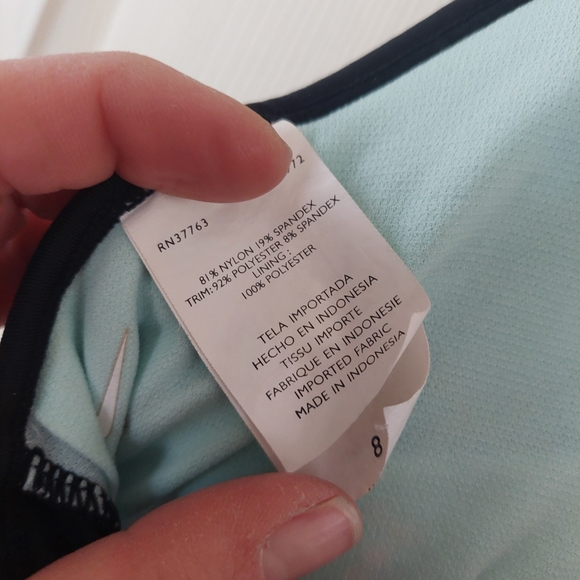 72
RN37763
81% NYLON 19% SPANDEX
TRIM:92% POLYESTER 8% SPANDEX
LINING:
100% POLYESTER
TELA IMPORTADA
HECHO EN INDONESIA
TISSU IMPORTE
FABRIQUE EN INDONESIE
IMPORTED FABRIC
MADE IN INDONESIA
8